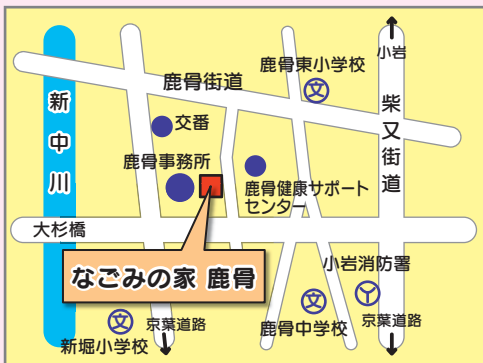 小岩
鹿骨東小学校
文
鹿骨街道
新中川
柴又街道
交番
鹿骨事務所
鹿骨健康サポート
センター
大杉橋
なごみの家 鹿骨
小岩消防署
文
文
京葉道路
鹿骨中学校
京葉道路
新堀小学校